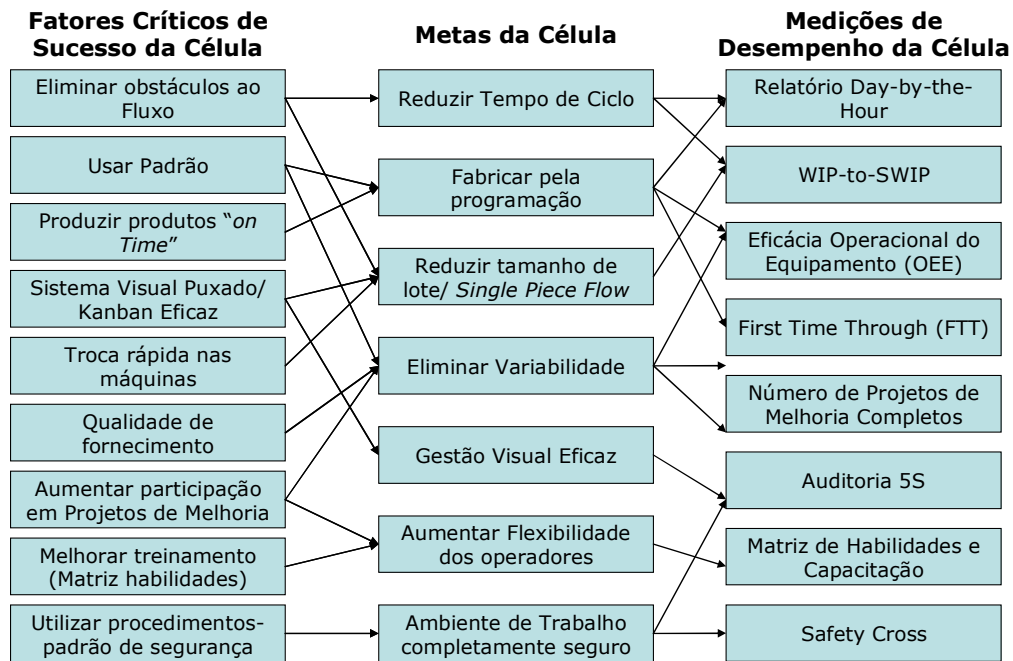 Fatores Críticos de
Sucesso da Célula
Metas da Célula
Medições de
Desempenho da Célula
Eliminar obstáculos ao
Fluxo
Usar Padrão
Produzir produtos “on
Time”
Sistema Visual Puxado/
Kanban Eficaz
Troca rápida nas
máquinas
Qualidade de
fornecimento
Aumentar participação
em Projetos de Melhoria
Melhorar treinamento
(Matriz habilidades)
Utilizar procedimentos-
padrão de segurança
Reduzir Tempo de Ciclo
Fabricar pela
programação
Reduzir tamanho de
lote/ Single Piece Flow
Eliminar Variabilidade
Gestão Visual Eficaz
Aumentar Flexibilidade
dos operadores
Ambiente de Trabalho
completamente seguro
Relatório Day-by-the-
Hour
WIP-to-SWIP
Eficácia Operacional do
Equipamento (OEE)
First Time Through (FTT)
Número de Projetos de
Melhoria Completos
Auditoria 5S
Matriz de Habilidades e
Capacitação
Safety Cross